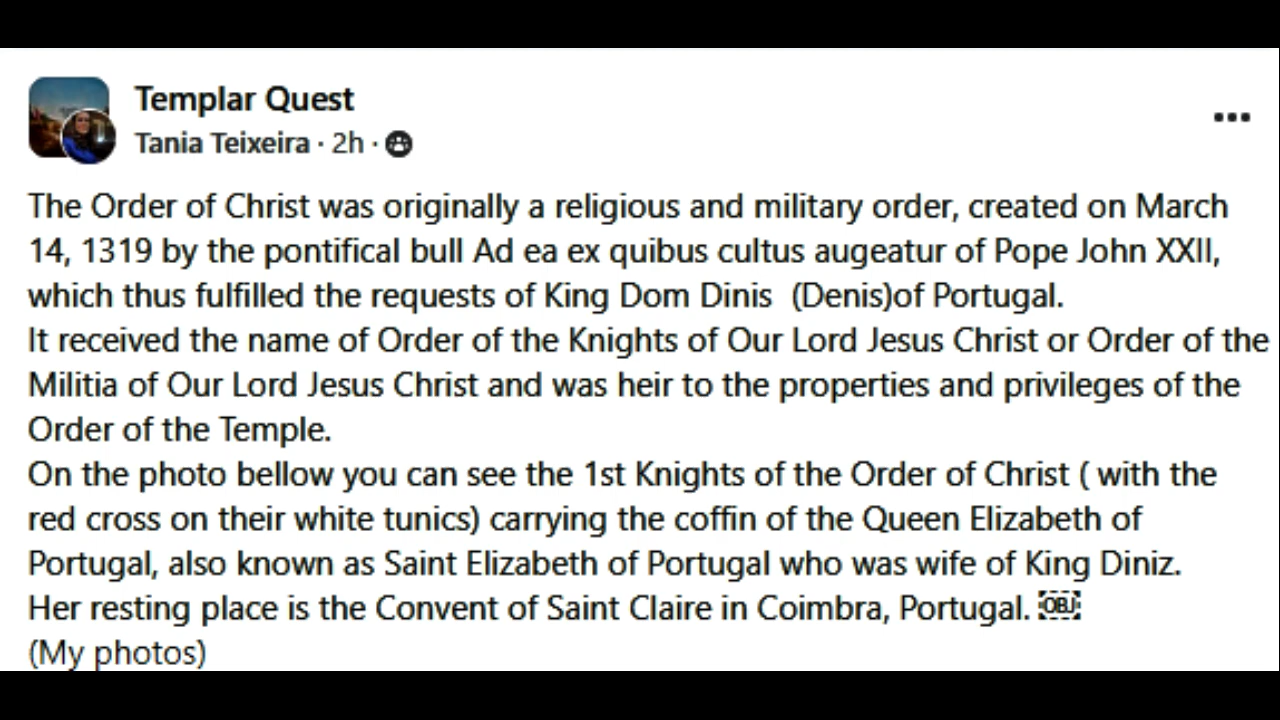 Templar Quest
Tania Teixeira · 2h ·
The Order of Christ was originally a religious and military order, created on March
14, 1319 by the pontifical bull Ad ea ex quibus cultus augeatur of Pope John XXII,
which thus fulfilled the requests of King Dom Dinis  (Denis)of Portugal.
It received the name of Order of the Knights of Our Lord Jesus Christ or Order of the
Militia of Our Lord Jesus Christ and was heir to the properties and privileges of the
Order of the Temple.
On the photo bellow you can see the 1st Knights of the Order of Christ ( with the
red cross on their white tunics) carrying the coffin of the Queen Elizabeth of
Portugal, also known as Saint Elizabeth of Portugal who was wife of King Diniz.
Her resting place is the Convent of Saint Claire in Coimbra, Portugal. OBJ
(My photos)